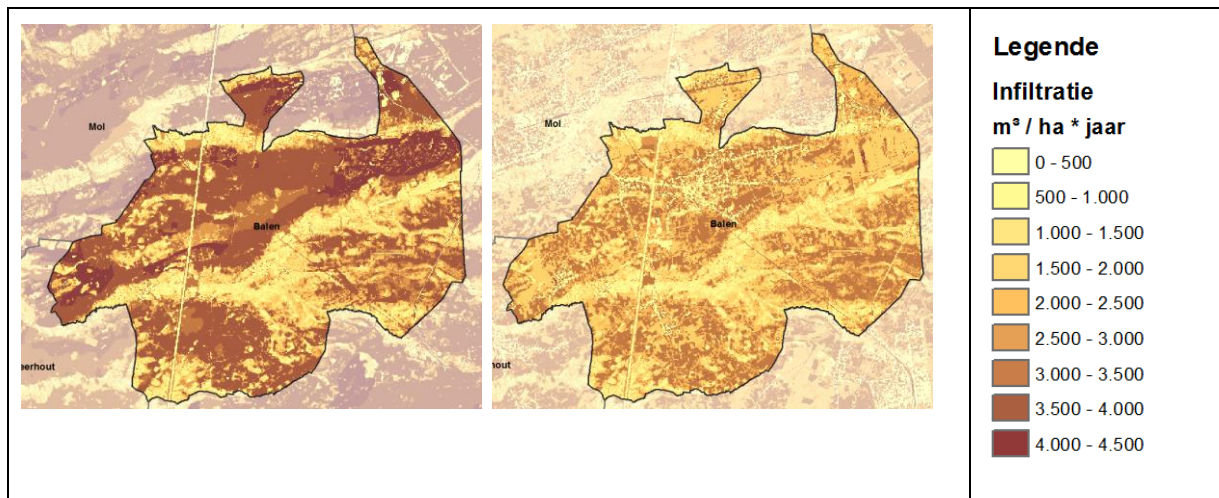 Mol
Balen
eerhout
Mol
Balen
hout
Legende
Infiltratie
m³ / ha * jaar
0 - 500
500 - 1.000
1.000 - 1.500
1.500 - 2.000
2.000 - 2.500
2.500 - 3.000
3.000 - 3.500
3.500 - 4.000
4.000 - 4.500